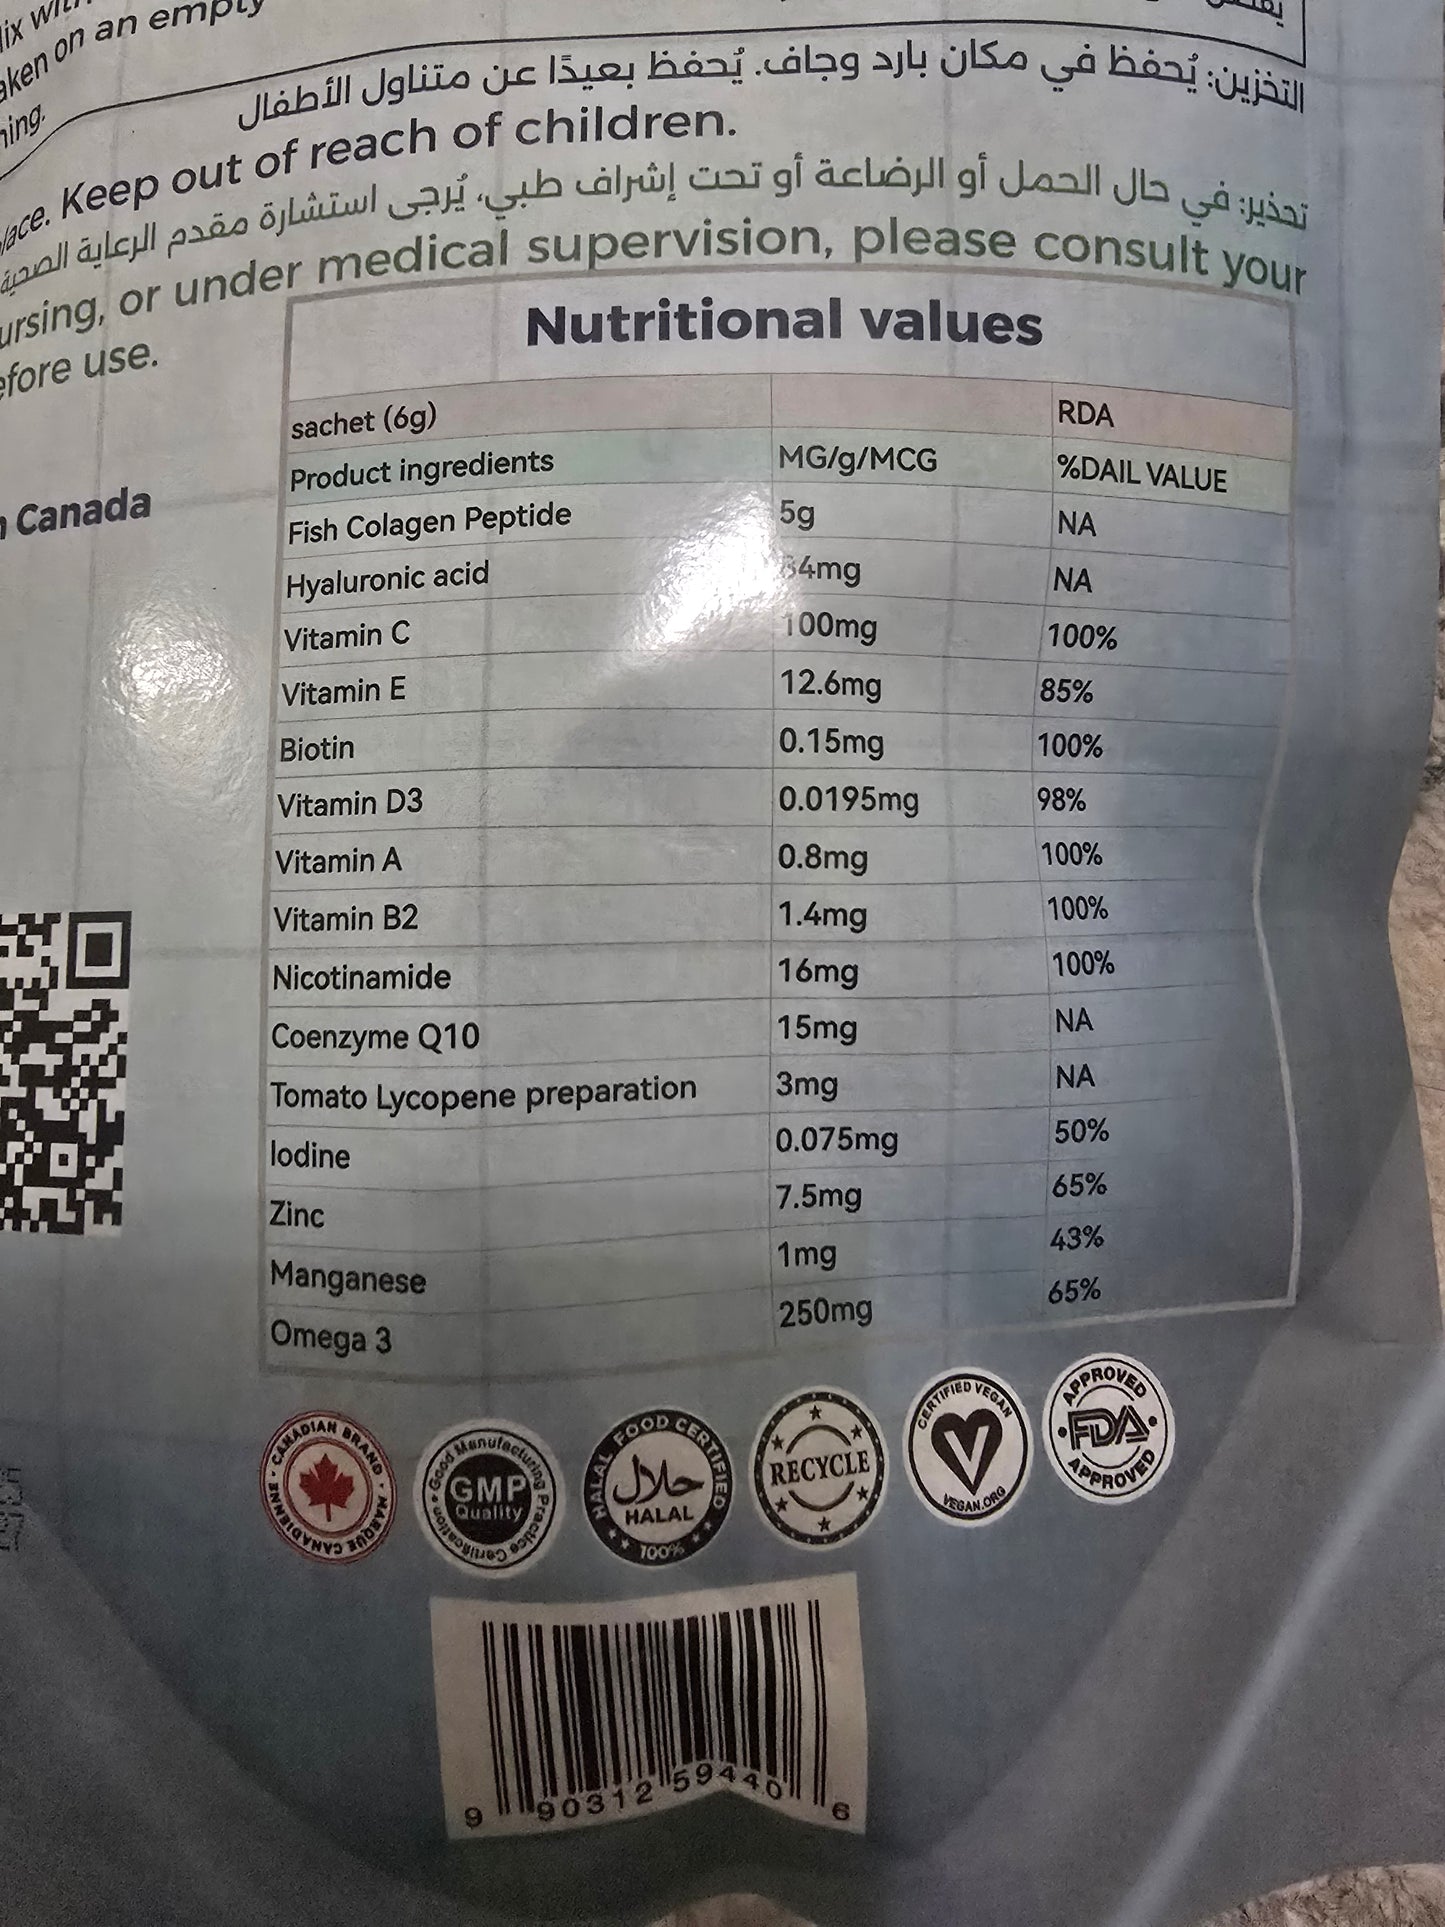 aken on an empty
التخزين: يُحفظ في مكان بارد وجاف. يُحفظ بعيدًا عن متناول الأطفال
Keep out of reach of children.
تحذير: في حال الحمل أو الرضاعة أو تحت إشراف طبي، يُرجى استشارة مقدم الرعاية الصحية
ursing, or under medical supervision, please consult your
efore use.
Canada
Nutritional values
sachet (6g) RDA
Product ingredients MG/g/MCG %DAIL VALUE
Fish Colagen Peptide 5g NA
Hyaluronic acid NA
Vitamin C 100mg 100%
Vitamin E 12.6mg 85%
Biotin 0.15mg 100%
Vitamin D3 0.0195mg 98%
Vitamin A 0.8mg 100%
Vitamin B2 1.4mg 100%
Nicotinamide 16mg 100%
Coenzyme Q10 15mg NA
Tomato Lycopene preparation 3mg NA
Iodine 0.075mg 50%
Zinc 7.5mg 65%
Manganese 1mg 43%
Omega 3 250mg 65%
CANADIAN BRAND • MARQUE CANADIENNE
Good Manufacturing Practice Certification
GMP
Quality
HALAL FOOD CERTIFIED
حلال
HALAL
100%
RECYCLE
CERTIFIED VEGAN
V
VEGAN.ORG
APPROVED
FDA
APPROVED
9 90312 59440 6